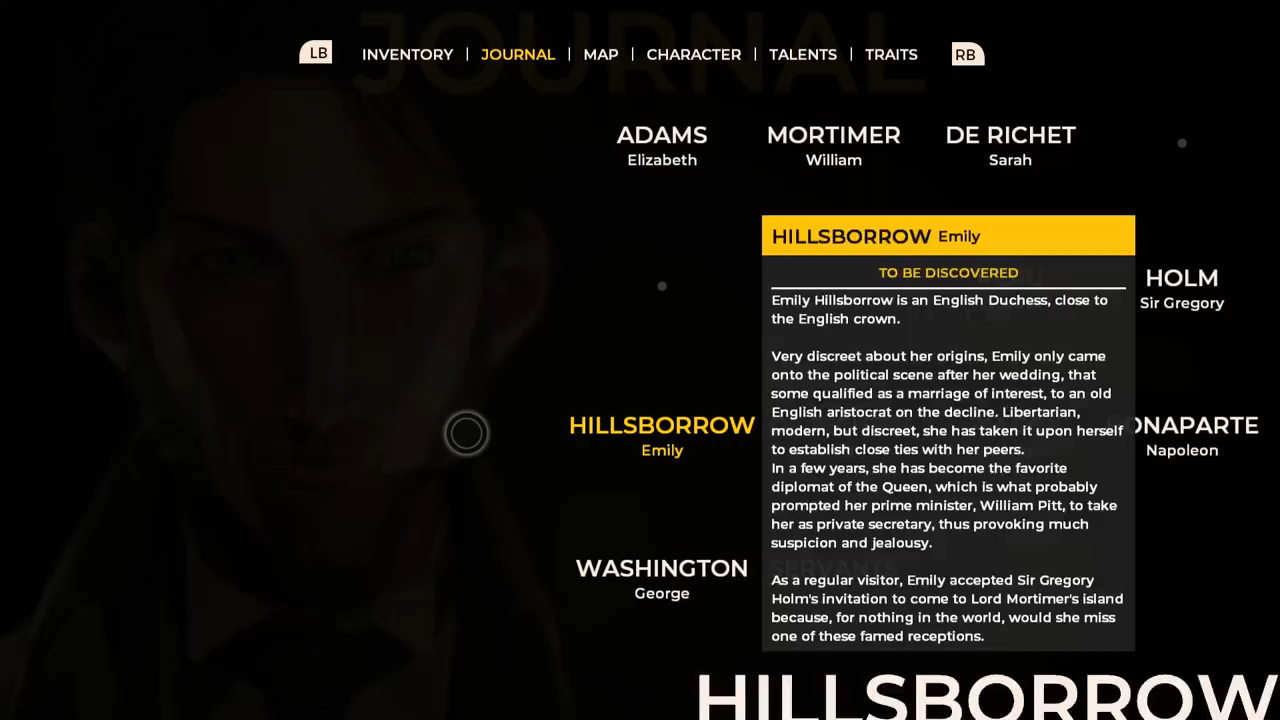 JOURNAL
LB INVENTORY | JOURNAL | MAP | CHARACTER | TALENTS | TRAITS RB
ADAMS
Elizabeth
MORTIMER
William
DE RICHET
Sarah
HILLSBORROW Emily
TO BE DISCOVERED
Emily Hillsborrow is an English Duchess, close to
the English crown.
Very discreet about her origins, Emily only came
onto the political scene after her wedding, that
some qualified as a marriage of interest, to an old
English aristocrat on the decline. Libertarian,
modern, but discreet, she has taken it upon herself
to establish close ties with her peers.
In a few years, she has become the favorite
diplomat of the Queen, which is what probably
prompted her prime minister, William Pitt, to take
her as private secretary, thus provoking much
suspicion and jealousy.
As a regular visitor, Emily accepted Sir Gregory
Holm's invitation to come to Lord Mortimer's island
because, for nothing in the world, would she miss
one of these famed receptions.
HOLM
Sir Gregory
HILLSBORROW
Emily
ONAPARTE
Napoleon
WASHINGTON
George
SERVANTS
HILLSBORROW